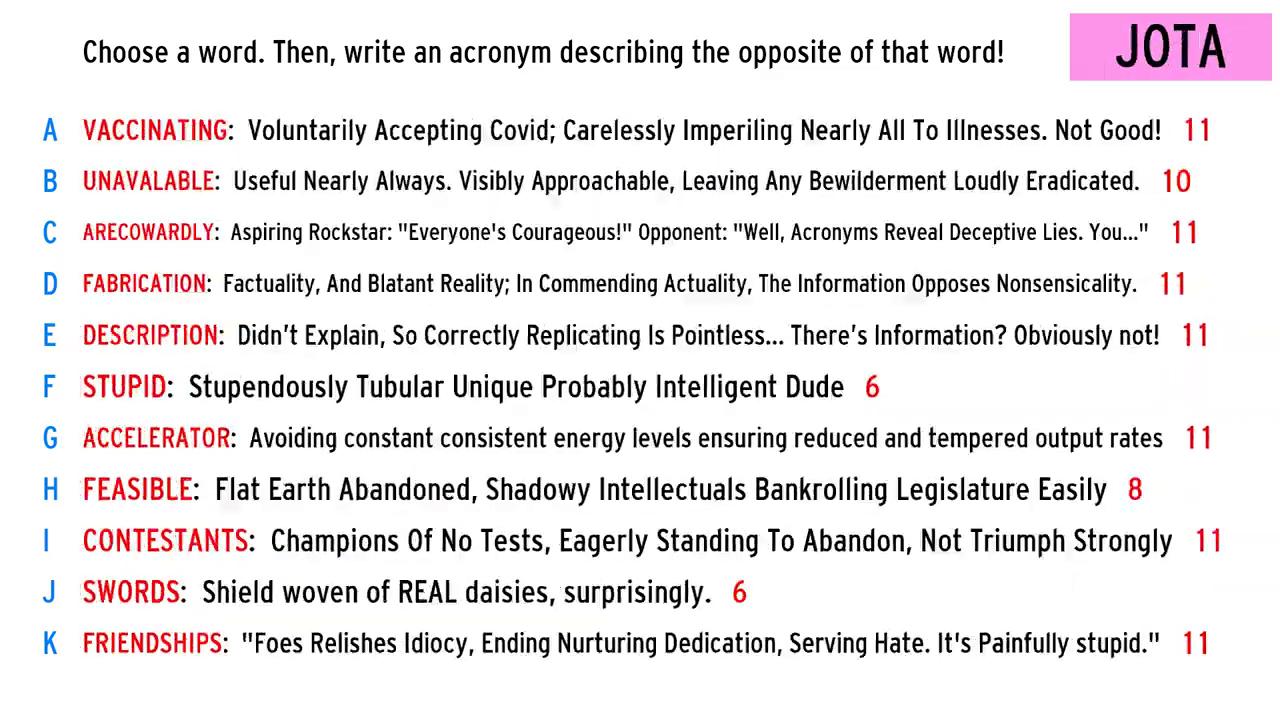 Choose a word. Then, write an acronym describing the opposite of that word!
JOTA
A VACCINATING: Voluntarily Accepting Covid; Carelessly Imperiling Nearly All To Illnesses. Not Good! 11
B UNAVALABLE: Useful Nearly Always. Visibly Approachable, Leaving Any Bewilderment Loudly Eradicated. 10
C ARECOWARDLY: Aspiring Rockstar: "Everyone's Courageous!" Opponent: "Well, Acronyms Reveal Deceptive Lies. You..." 11
D FABRICATION: Factuality, And Blatant Reality; In Commending Actuality, The Information Opposes Nonsensicality. 11
E DESCRIPTION: Didn't Explain, So Correctly Replicating Is Pointless... There's Information? Obviously not! 11
F STUPID: Stupendously Tubular Unique Probably Intelligent Dude 6
G ACCELERATOR: Avoiding constant consistent energy levels ensuring reduced and tempered output rates 11
H FEASIBLE: Flat Earth Abandoned, Shadowy Intellectuals Bankrolling Legislature Easily 8
I CONTESTANTS: Champions Of No Tests, Eagerly Standing To Abandon, Not Triumph Strongly 11
J SWORDS: Shield woven of REAL daisies, surprisingly. 6
K FRIENDSHIPS: "Foes Relishes Idiocy, Ending Nurturing Dedication, Serving Hate. It's Painfully stupid." 11